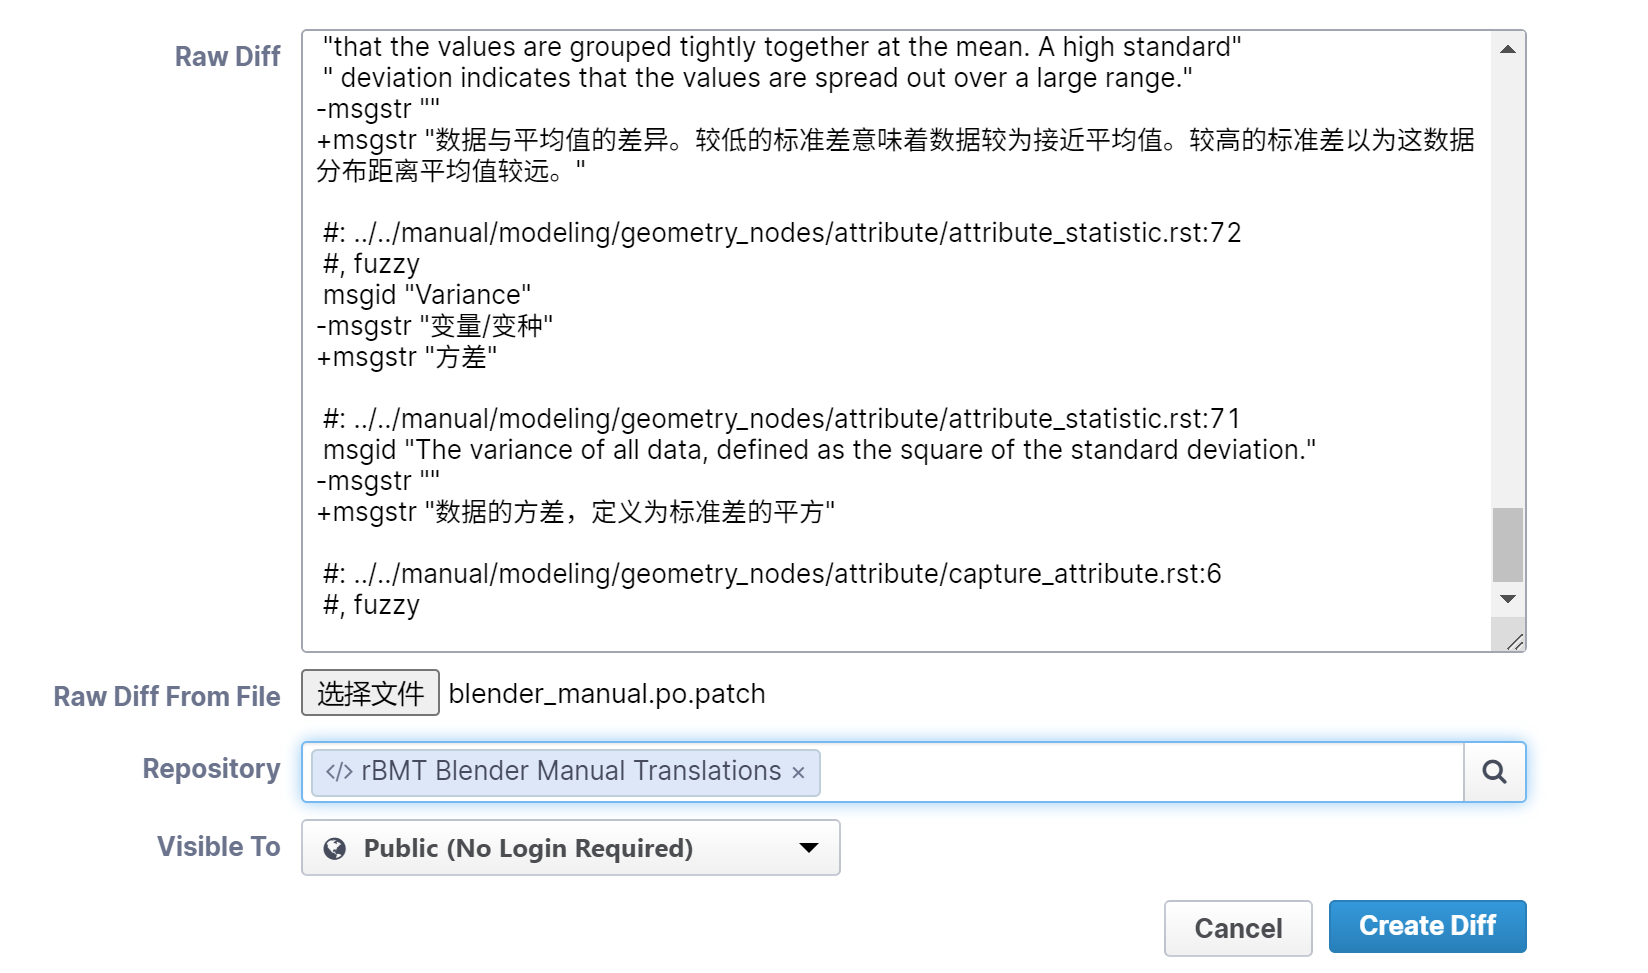 Raw Diff
"that the values are grouped tightly together at the mean. A high standard"
" deviation indicates that the values are spread out over a large range."
-msgstr ""
+msgstr "数据与平均值的差异。较低的标准差意味着数据较为接近平均值。较高的标准差以为这数据
分布距离平均值较远。"
#: ../../manual/modeling/geometry_nodes/attribute/attribute_statistic.rst:72
#, fuzzy
msgid "Variance"
-msgstr "变量/变种"
+msgstr "方差"
#: ../../manual/modeling/geometry_nodes/attribute/attribute_statistic.rst:71
msgid "The variance of all data, defined as the square of the standard deviation."
-msgstr ""
+msgstr "数据的方差，定义为标准差的平方"
#: ../../manual/modeling/geometry_nodes/attribute/capture_attribute.rst:6
#, fuzzy
Raw Diff From File 选择文件 blender_manual.po.patch
Repository </> rBMT Blender Manual Translations ×
Visible To Public (No Login Required)
Cancel Create Diff